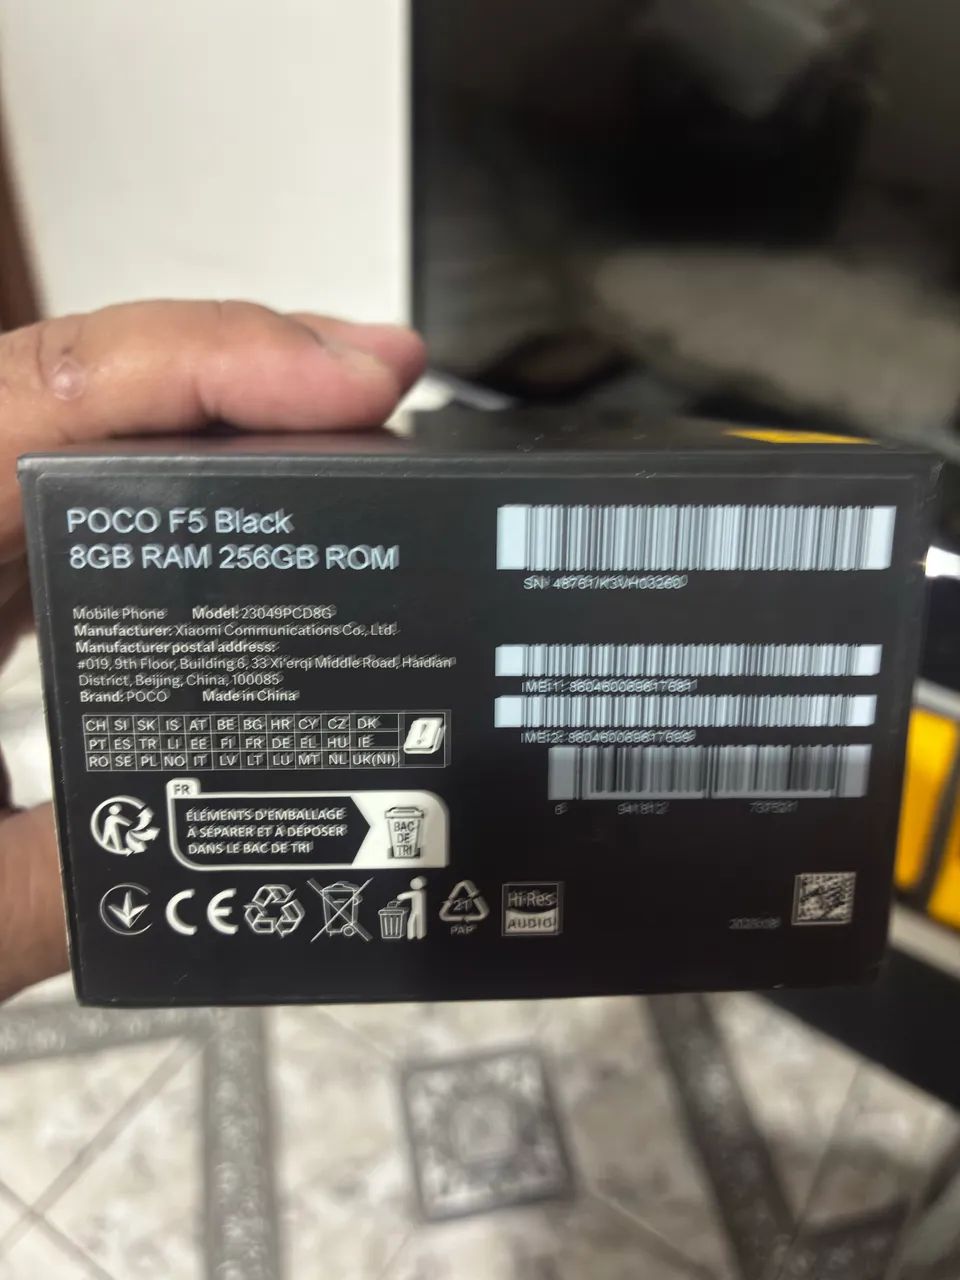 POCO F5 Black
8GB RAM 256GB ROM
Mobile Phone Model: 23049PCD8G
Manufacturer: Xiaomi Communications Co., Ltd.
Manufacturer postal address:
#019, 9th Floor, Building 6, 33 Xi'erqi Middle Road, Haidian
District, Beijing, China, 100085
Brand: POCO Made in China
CH SI SK IS AT BE BG HR CY CZ DK
PT ES TR LI EE FI FR DE EL HU IE
RO SE PL NO IT LV LT LU MT NL UK(NI)
FR
ÉLÉMENTS D'EMBALLAGE
À SÉPARER ET À DÉPOSER
DANS LE BAC DE TRI
BAC
DE
TRI
CE
21
PAP
Hi-Res
AUDIO
SN:
IMEI1:
IMEI2: